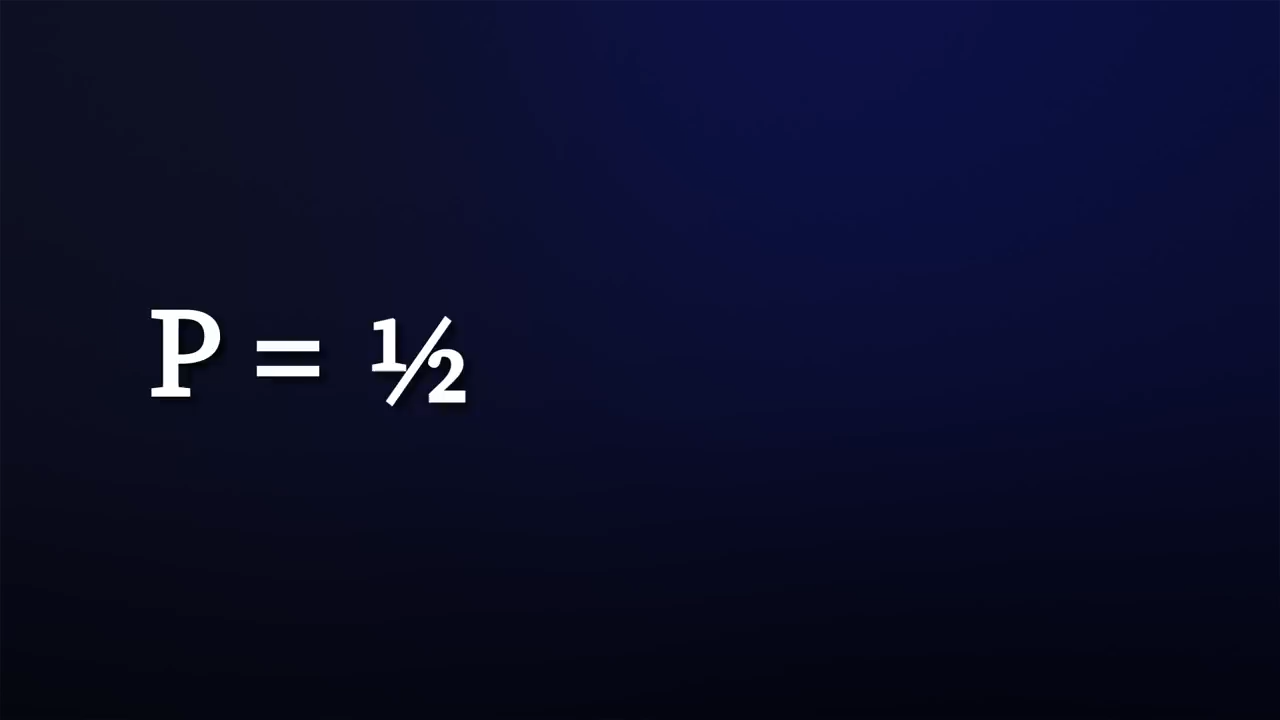 P = ½